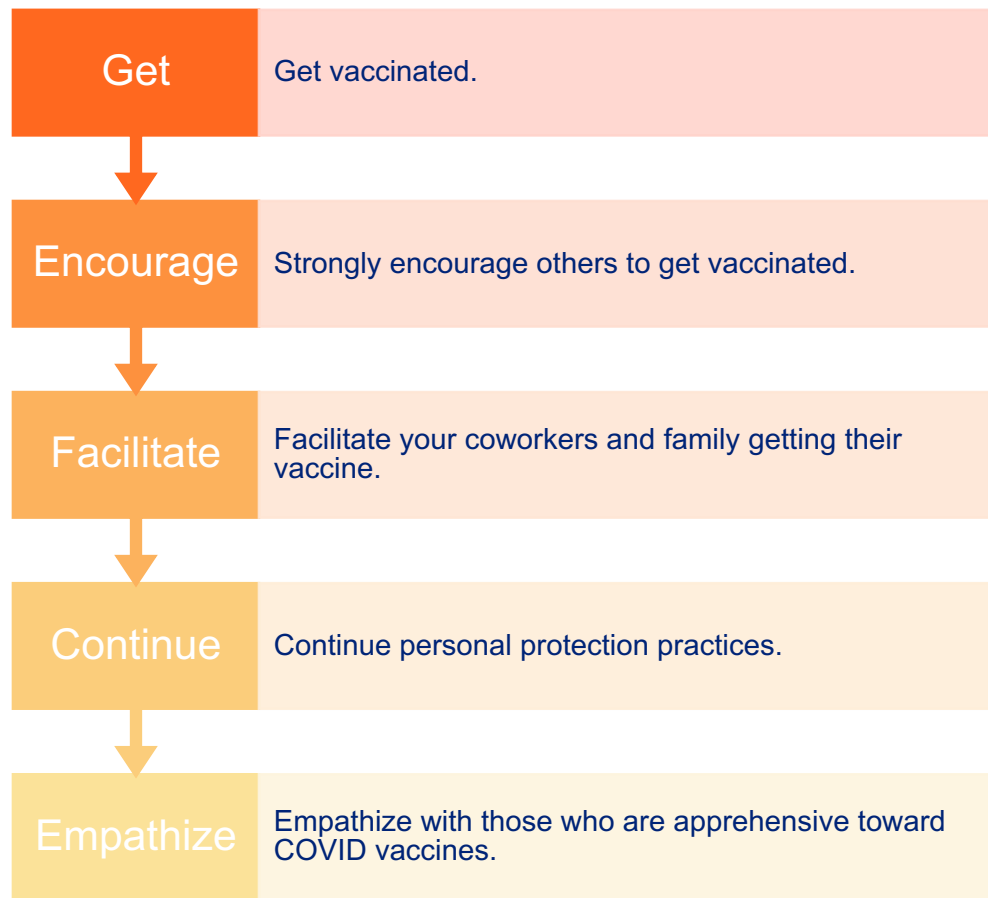 Get
Get vaccinated.
Encourage
Strongly encourage others to get vaccinated.
Facilitate
Facilitate your coworkers and family getting their
vaccine.
Continue
Continue personal protection practices.
Empathize
Empathize with those who are apprehensive toward
COVID vaccines.